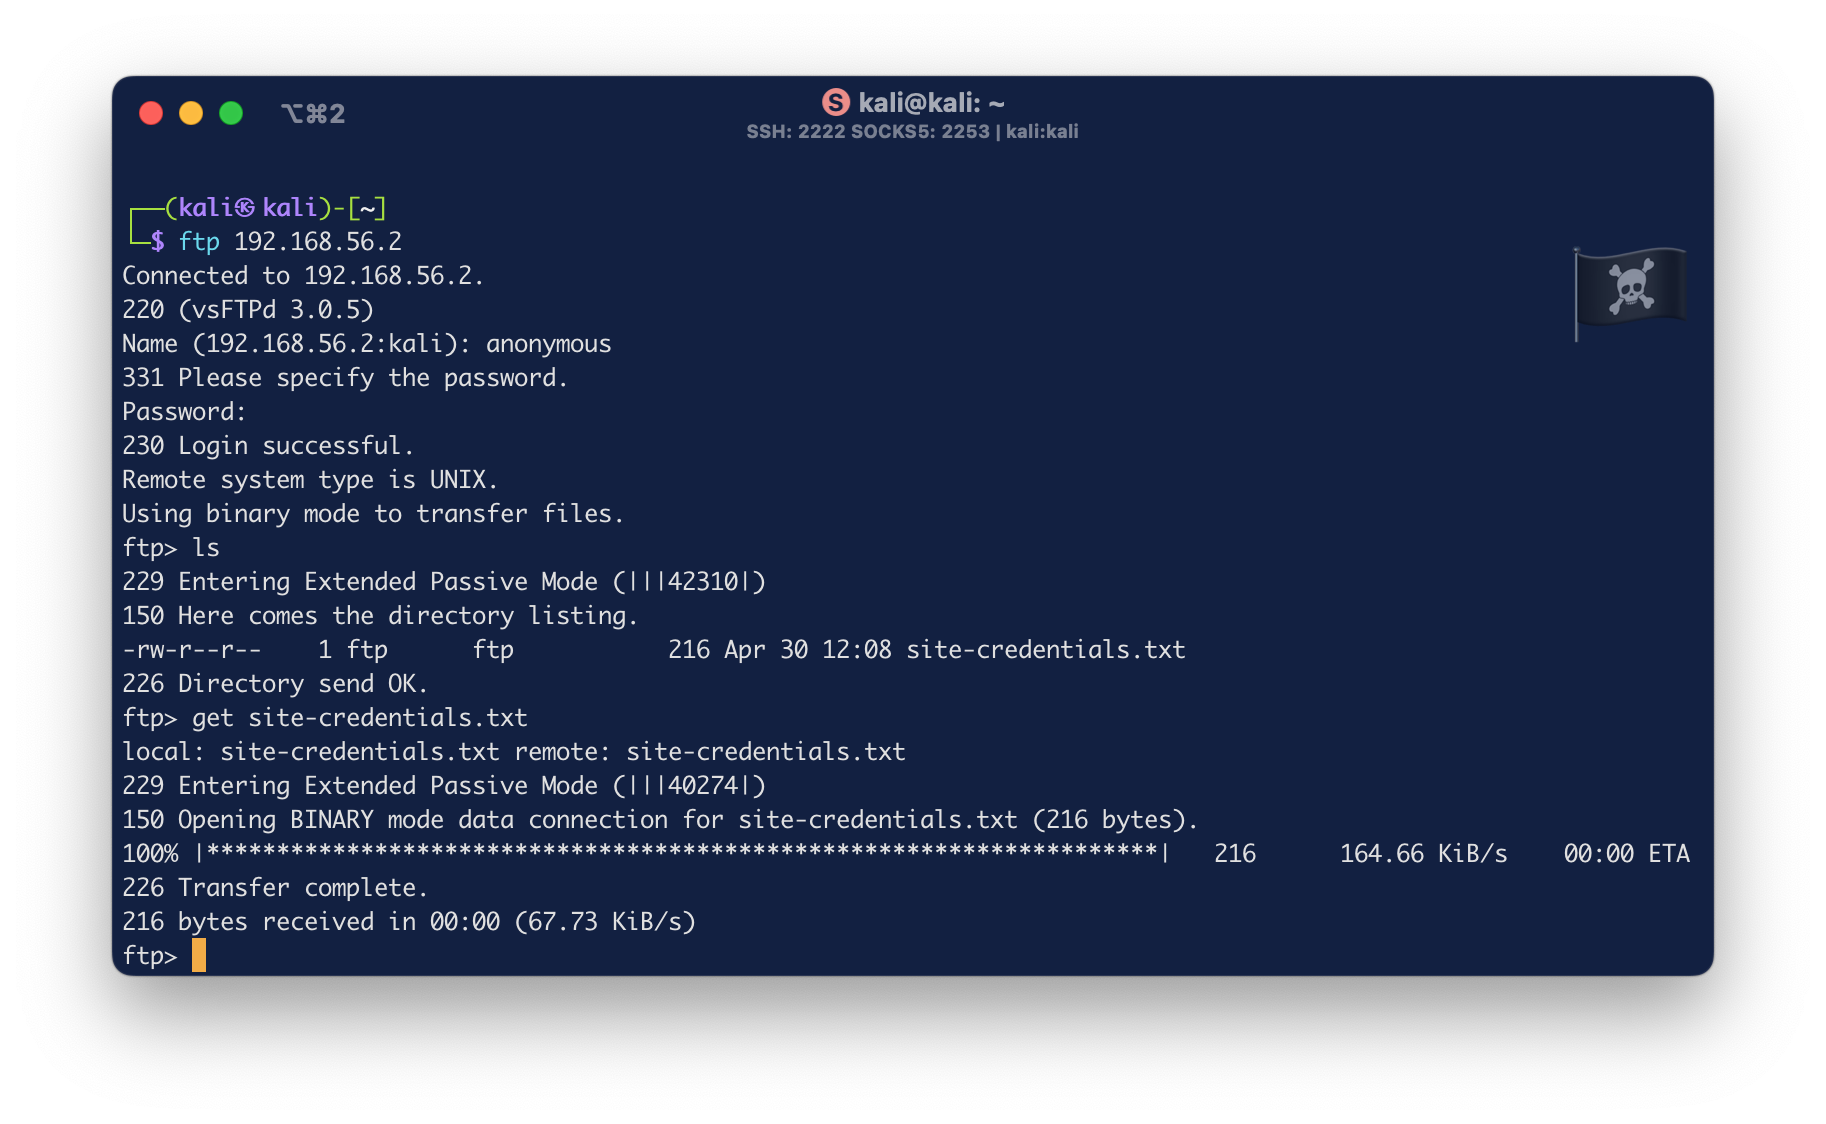 ⌥⌘2
S kali@kali: ~
SSH: 2222 SOCKS5: 2253 | kali:kali
┌──(kali㉿kali)-[~]
└─$ ftp 192.168.56.2
Connected to 192.168.56.2.
220 (vsFTPd 3.0.5)
Name (192.168.56.2:kali): anonymous
331 Please specify the password.
Password:
230 Login successful.
Remote system type is UNIX.
Using binary mode to transfer files.
ftp> ls
229 Entering Extended Passive Mode (|||42310|)
150 Here comes the directory listing.
-rw-r--r--    1 ftp      ftp           216 Apr 30 12:08 site-credentials.txt
226 Directory send OK.
ftp> get site-credentials.txt
local: site-credentials.txt remote: site-credentials.txt
229 Entering Extended Passive Mode (|||40274|)
150 Opening BINARY mode data connection for site-credentials.txt (216 bytes).
100% |********************************************************************|   216      164.66 KiB/s    00:00 ETA
226 Transfer complete.
216 bytes received in 00:00 (67.73 KiB/s)
ftp>